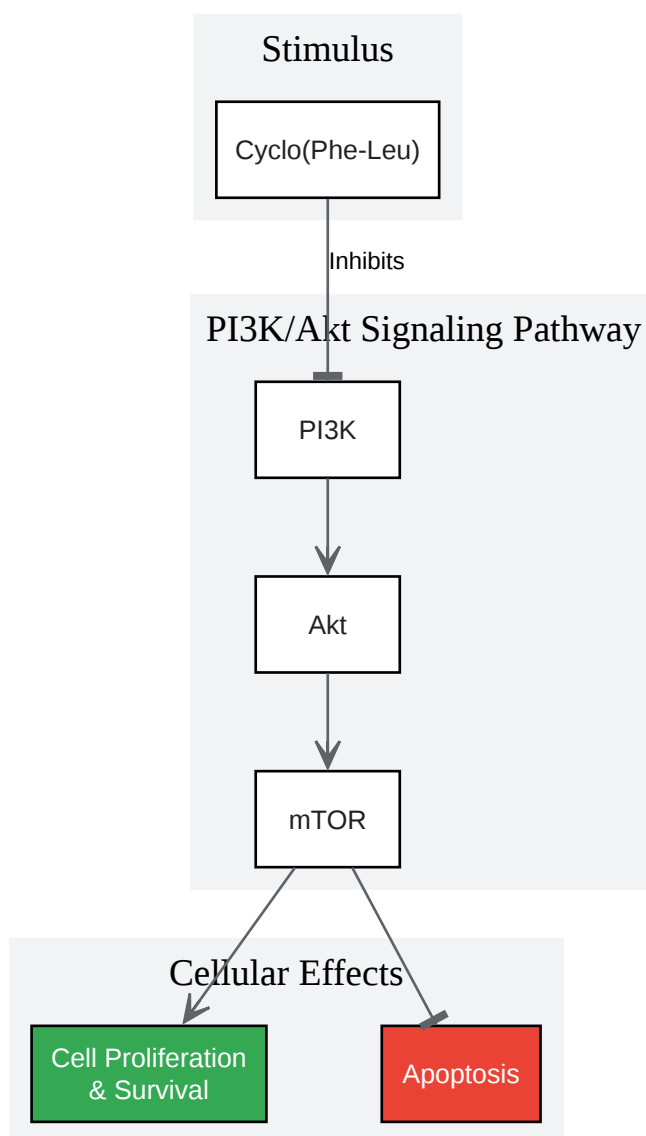 Stimulus
Cyclo(Phe-Leu)
Inhibits
PI3K/Akt Signaling Pathway
PI3K
Akt
mTOR
Cellular Effects
Cell Proliferation
& Survival
Apoptosis